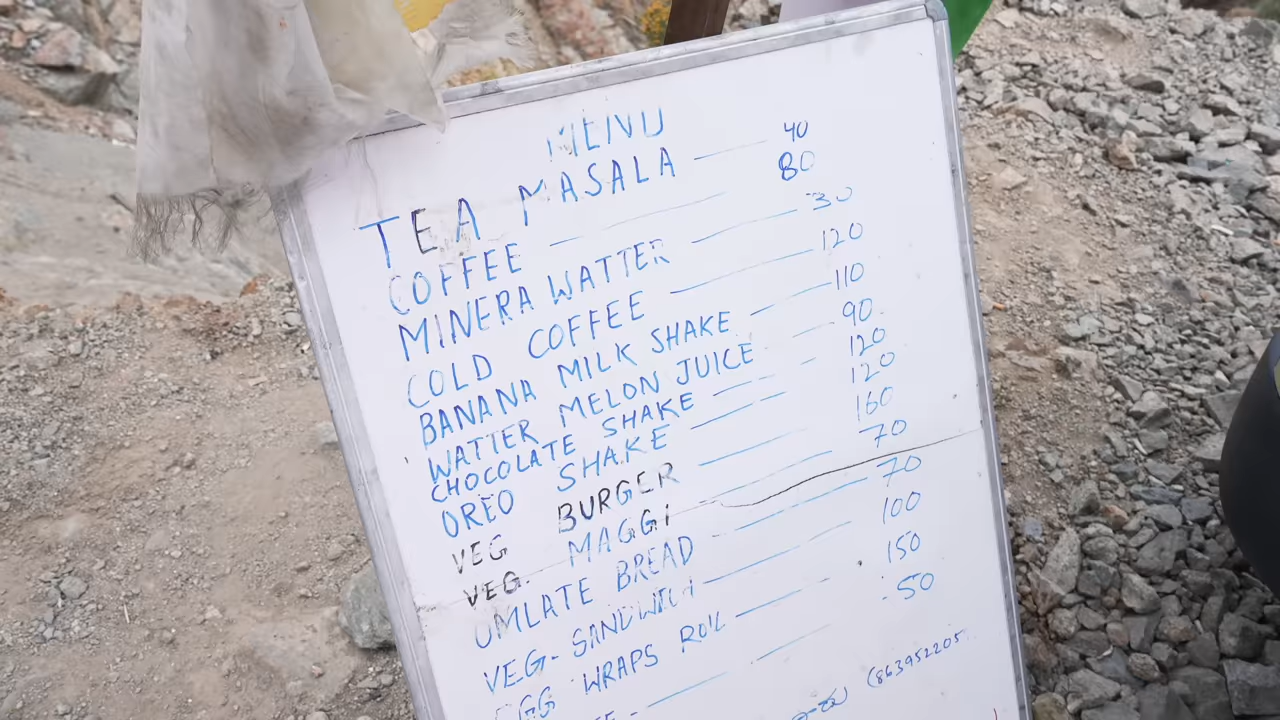 MENU
TEA MASALA — 40
COFFEE — 80
MINERA WATTER — 30
COLD COFFEE — 120
BANANA MILK SHAKE — 110
WATTER MELON JUICE — 90
CHOCOLATE SHAKE — 120
OREO SHAKE — 120
VEG BURGER — 160
VEG. MAGGI — 70
UMLATE BREAD — 70
VEG. SANDWICH — 100
EGG WRAPS ROLL — 150
— 50
(863952205